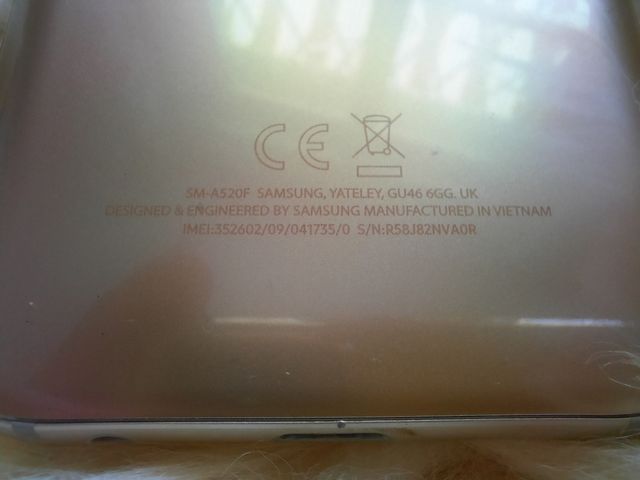 CE
SM-A520F SAMSUNG, YATELEY, GU46 6GG. UK
DESIGNED & ENGINEERED BY SAMSUNG MANUFACTURED IN VIETNAM
IMEI:352602/09/041735/0 S/N:R58J82NVA0R